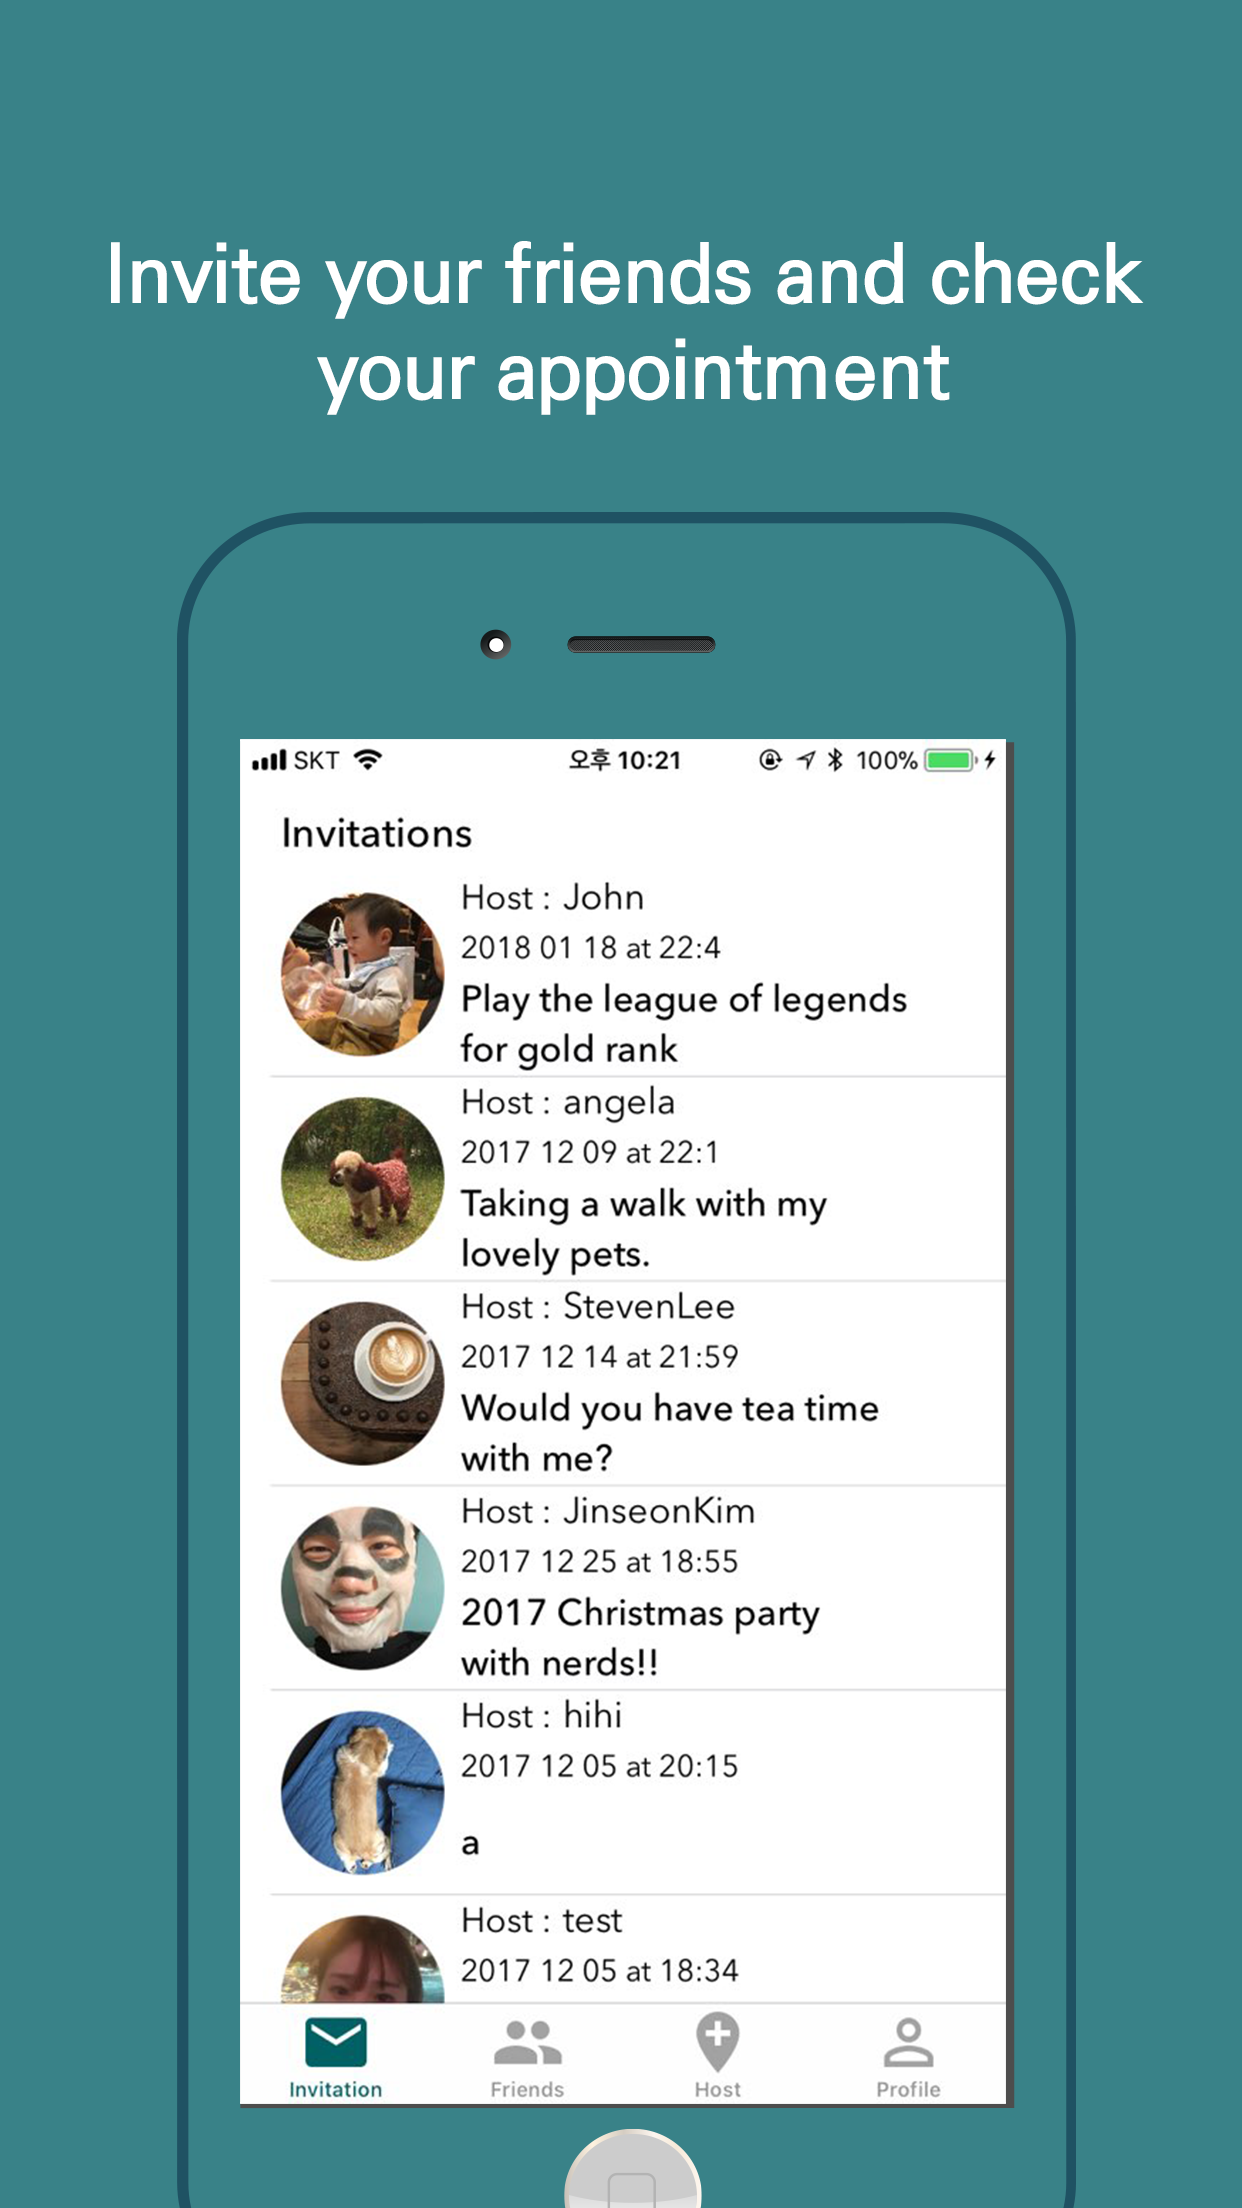 Invite your friends and check
your appointment
SKT
오후 10:21
100%
Invitations
Host : John
2018 01 18 at 22:4
Play the league of legends
for gold rank
Host : angela
2017 12 09 at 22:1
Taking a walk with my
lovely pets.
Host : StevenLee
2017 12 14 at 21:59
Would you have tea time
with me?
Host : JinseonKim
2017 12 25 at 18:55
2017 Christmas party
with nerds!!
Host : hihi
2017 12 05 at 20:15
a
Host : test
2017 12 05 at 18:34
Invitation
Friends
Host
Profile